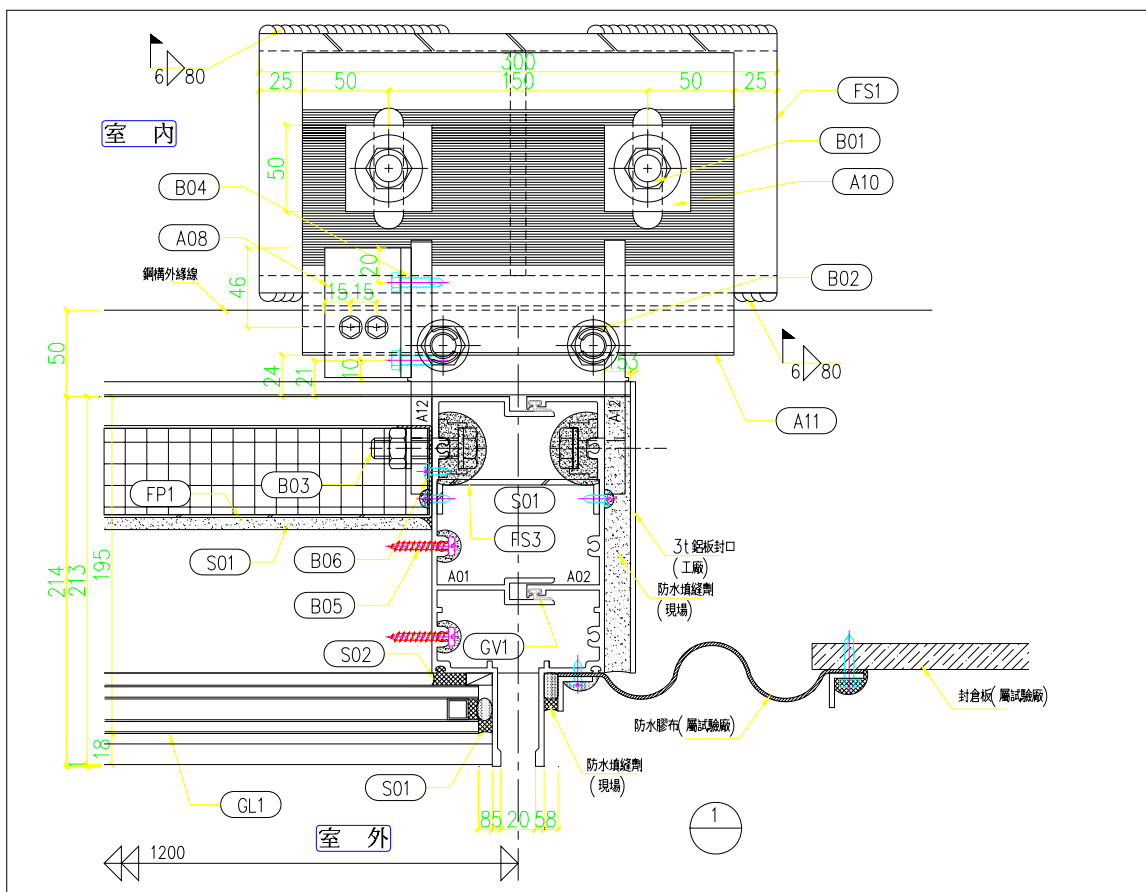 300
25
50
150
50
25
6
80
FS1
室 內
B01
50
B04
A10
A08
20
鋼構外緣線
46
15
15
B02
50
24
21
10
53
6
80
A12
A12
A11
B03
FP1
S01
FS3
S01
B06
A01
A02
3t 鋁板封口
(工廠)
防水填縫劑
(現場)
B05
214
213
195
GV1
S02
封倉板(屬試驗廠)
防水膠布(屬試驗廠)
18
1
防水填縫劑
(現場)
S01
GL1
85
20
58
1
室 外
1200